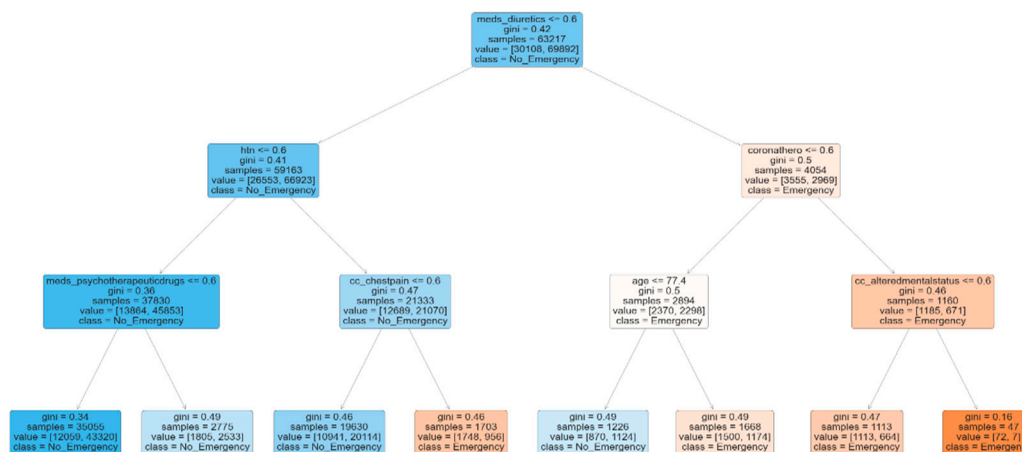 meds_diuretics <= 0.6
gini = 0.42
samples = 63217
value = [30108, 69892]
class = No_Emergency
htn <= 0.6
gini = 0.41
samples = 59163
value = [26553, 66923]
class = No_Emergency
coronathero <= 0.6
gini = 0.5
samples = 4054
value = [3555, 2969]
class = Emergency
meds_psychotherapeuticdrugs <= 0.6
gini = 0.36
samples = 37830
value = [13864, 45853]
class = No_Emergency
cc_chestpain <= 0.6
gini = 0.47
samples = 21333
value = [12689, 21070]
class = No_Emergency
age <= 77.4
gini = 0.5
samples = 2894
value = [2370, 2298]
class = Emergency
cc_alteredmentalstatus <= 0.6
gini = 0.46
samples = 1160
value = [1185, 671]
class = Emergency
gini = 0.34
samples = 35055
value = [12059, 43320]
class = No_Emergency
gini = 0.49
samples = 2775
value = [1805, 2533]
class = No_Emergency
gini = 0.46
samples = 19630
value = [10941, 20114]
class = No_Emergency
gini = 0.46
samples = 1703
value = [1748, 956]
class = Emergency
gini = 0.49
samples = 1226
value = [870, 1124]
class = No_Emergency
gini = 0.49
samples = 1668
value = [1500, 1174]
class = Emergency
gini = 0.47
samples = 1113
value = [1113, 664]
class = Emergency
gini = 0.16
samples = 47
value = [72, 7]
class = Emergen